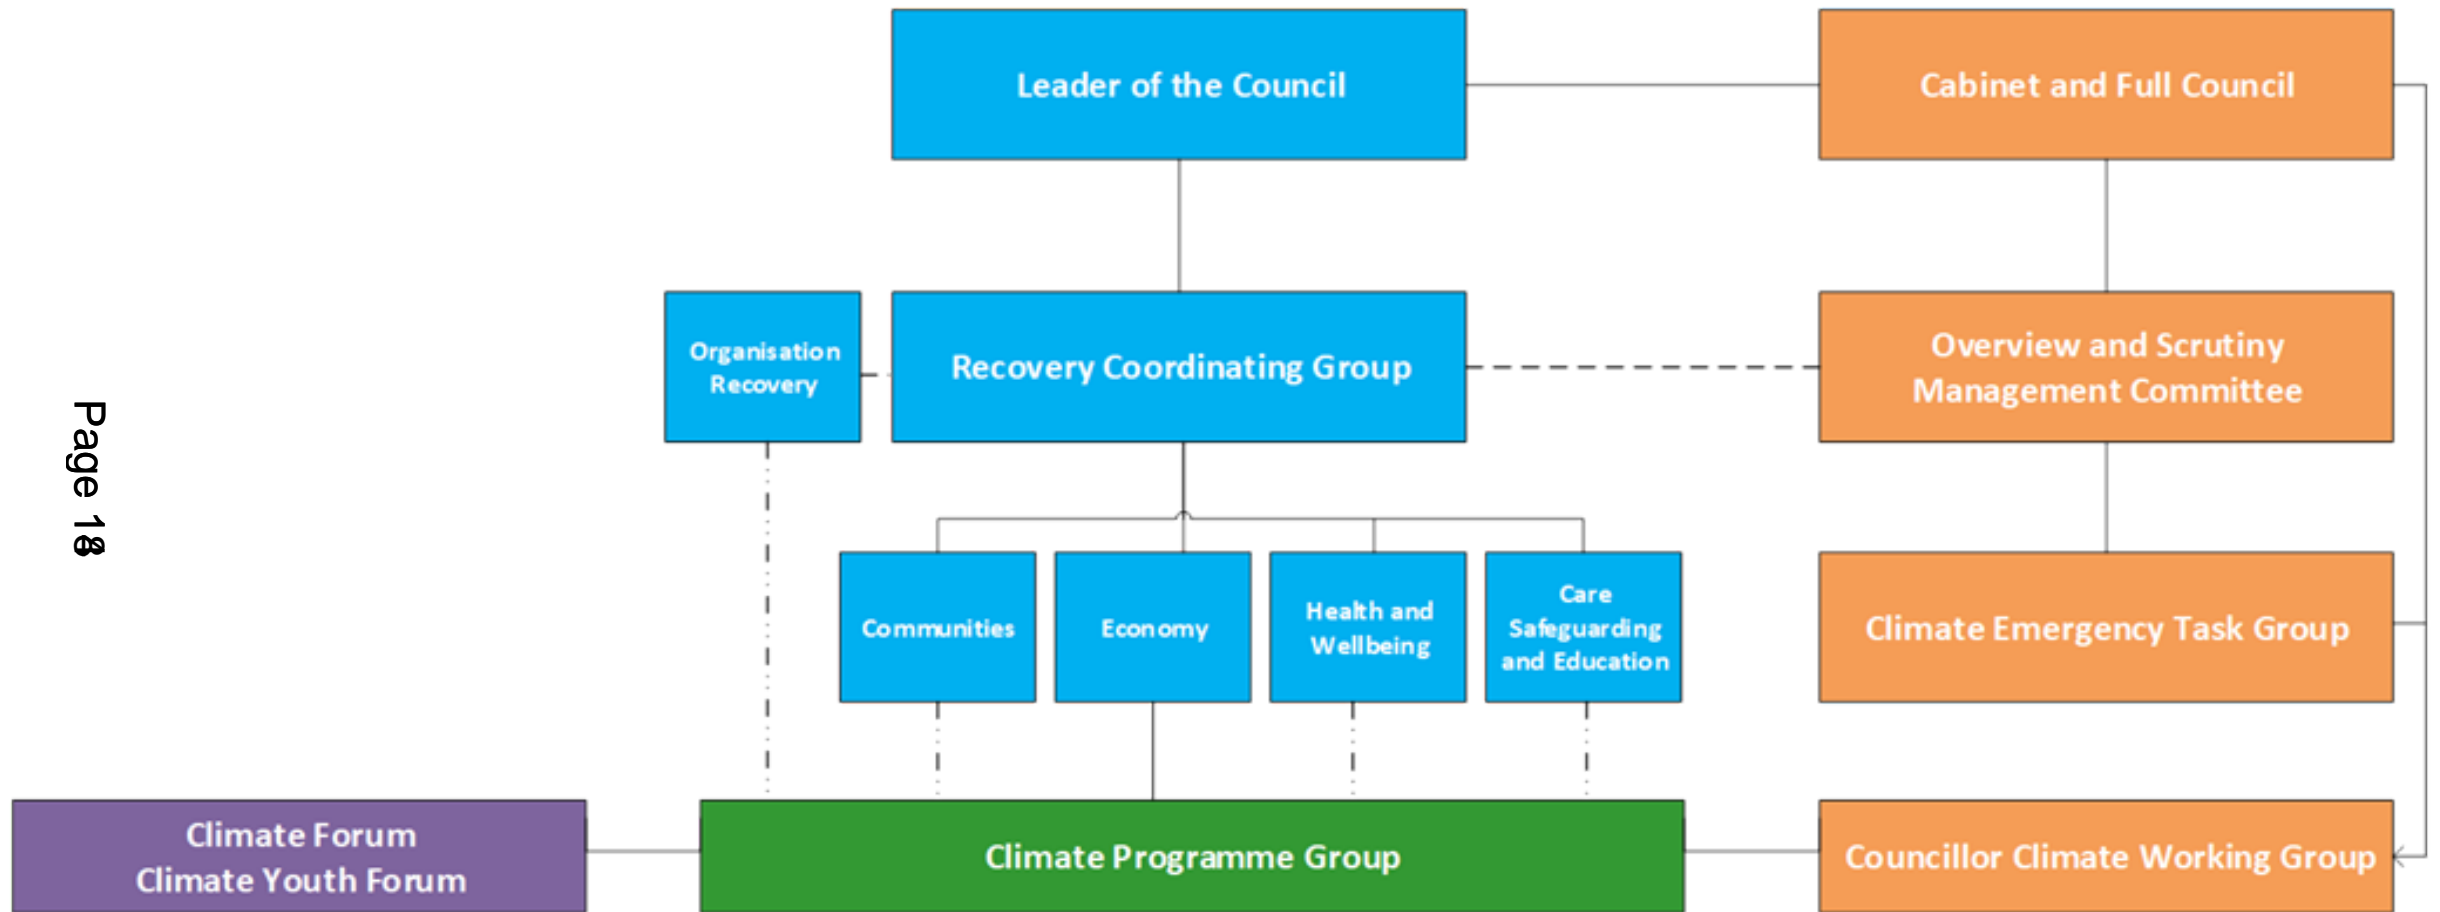 Leader of the Council
Cabinet and Full Council
Organisation
Recovery
Recovery Coordinating Group
Overview and Scrutiny
Management Committee
Communities
Economy
Health and
Wellbeing
Care
Safeguarding
and Education
Climate Emergency Task Group
Climate Forum
Climate Youth Forum
Climate Programme Group
Councillor Climate Working Group
Page